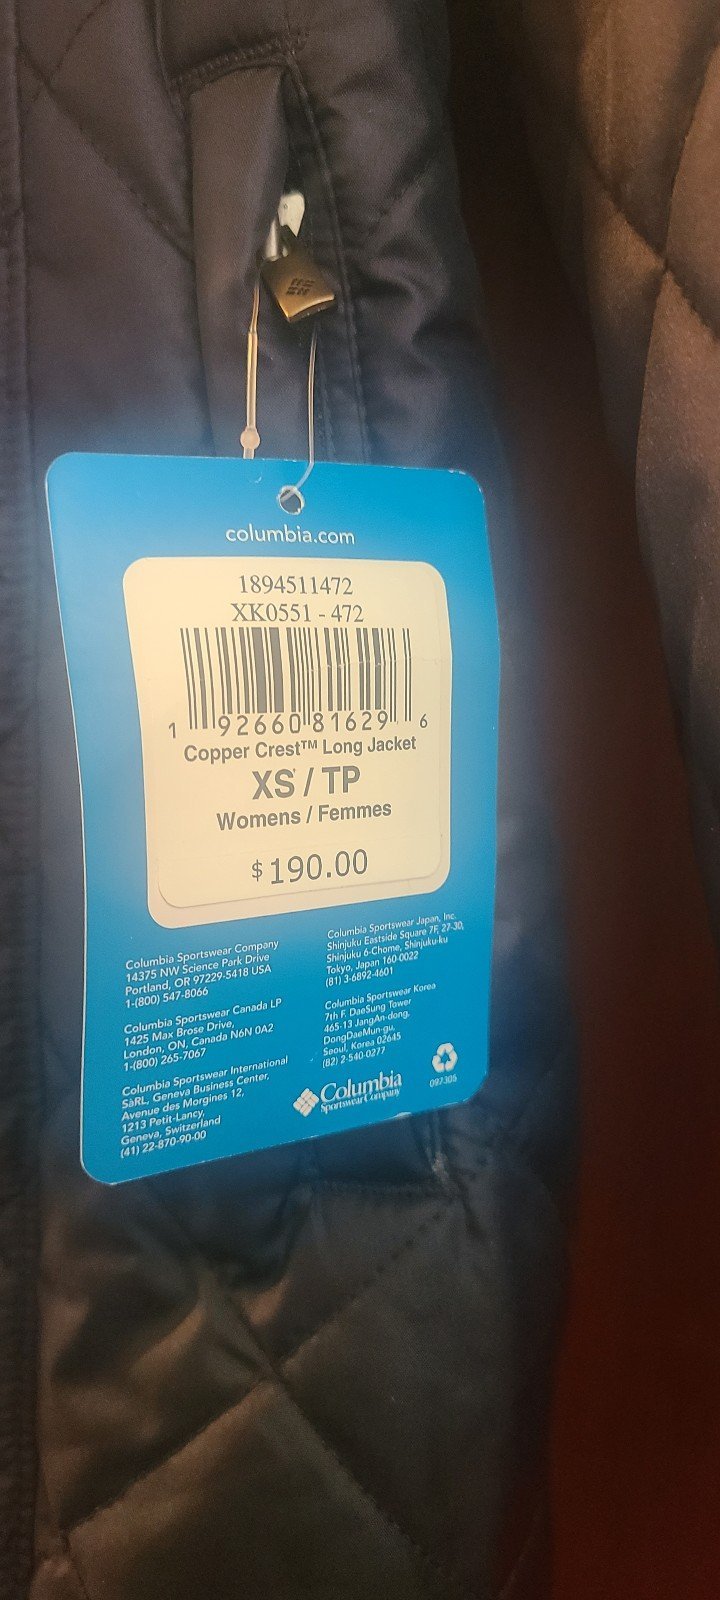 columbia.com
1894511472
XK0551 - 472
1 92660 81629 6
Copper Crest™ Long Jacket
XS / TP
Womens / Femmes
$190.00
Columbia Sportswear Company
14375 NW Science Park Drive
Portland, OR 97229-5418 USA
1-(800) 547-8066
Columbia Sportswear Canada LP
1425 Max Brose Drive,
London, ON, Canada N6N 0A2
1-(800) 265-7067
Columbia Sportswear International
SàRL, Geneva Business Center,
Avenue des Morgines 12,
1213 Petit-Lancy,
Geneva, Switzerland
(41) 22-870-90-00
Columbia Sportswear Japan, Inc.
Shinjuku Eastside Square 7F, 27-30,
Shinjuku 6-Chome, Shinjuku-ku
Tokyo, Japan 160-0022
(81) 3-6892-4601
Columbia Sportswear Korea
7th F. DaeSung Tower
465-13 JangAn-dong,
DongDaeMun-gu,
Seoul, Korea 02645
(82) 2-540-0277
Columbia
Sportswear Company
097305